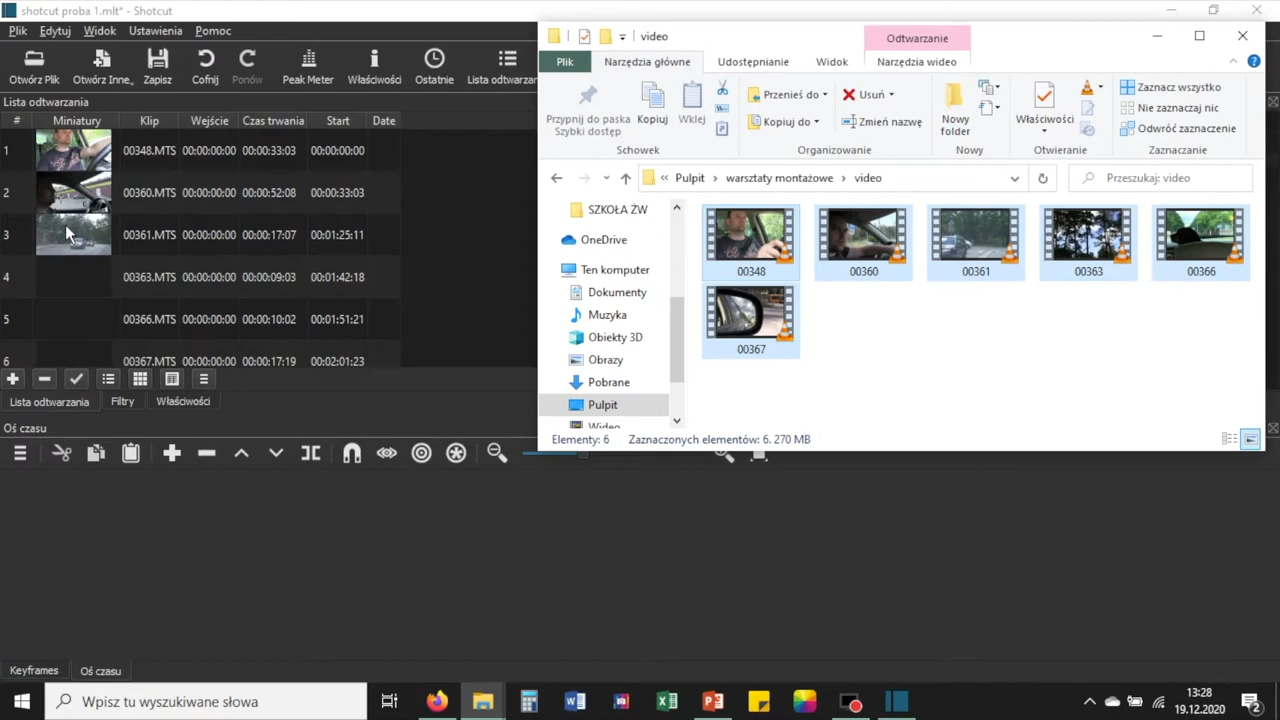 shotcut proba 1.mlt* - Shotcut
Plik Edytuj Widok Ustawienia Pomoc
Otwórz Plik Otwórz Inne.. Zapisz Cofnij Ponów Peak Meter Właściwości Ostatnie Lista odtwarzan
Lista odtwarzania
# Miniatury Klip Wejście Czas trwania Start Date
1 00348.MTS 00:00:00:00 00:00:33:03 00:00:00:00
2 00360.MTS 00:00:00:00 00:00:52:08 00:00:33:03
3 00361.MTS 00:00:00:00 00:00:17:07 00:01:25:11
4 00363.MTS 00:00:00:00 00:00:09:03 00:01:42:18
5 00366.MTS 00:00:00:00 00:00:10:02 00:01:51:21
6 00367.MTS 00:00:00:00 00:00:17:19 00:02:01:23
Lista odtwarzania Filtry Właściwości
Oś czasu
Keyframes Oś czasu
video Odtwarzanie
Plik Narzędzia główne Udostępnianie Widok Narzędzia wideo
Przypnij do paska
Szybki dostęp
Kopiuj
Wklej
Schowek
Przenieś do
Kopiuj do
Usuń
Zmień nazwę
Organizowanie
Nowy
folder
Nowy
Właściwości
Otwieranie
Zaznacz wszystko
Nie zaznaczaj nic
Odwróć zaznaczenie
Zaznaczanie
« Pulpit > warsztaty montażowe > video
Przeszukaj: video
SZKOŁA ŻW
OneDrive
Ten komputer
Dokumenty
Muzyka
Obiekty 3D
Obrazy
Pobrane
Pulpit
Wideo
00348 00360 00361 00363 00366
00367
Elementy: 6 Zaznaczonych elementów: 6, 270 MB
Wpisz tu wyszukiwane słowa
13:28
19.12.2020
2